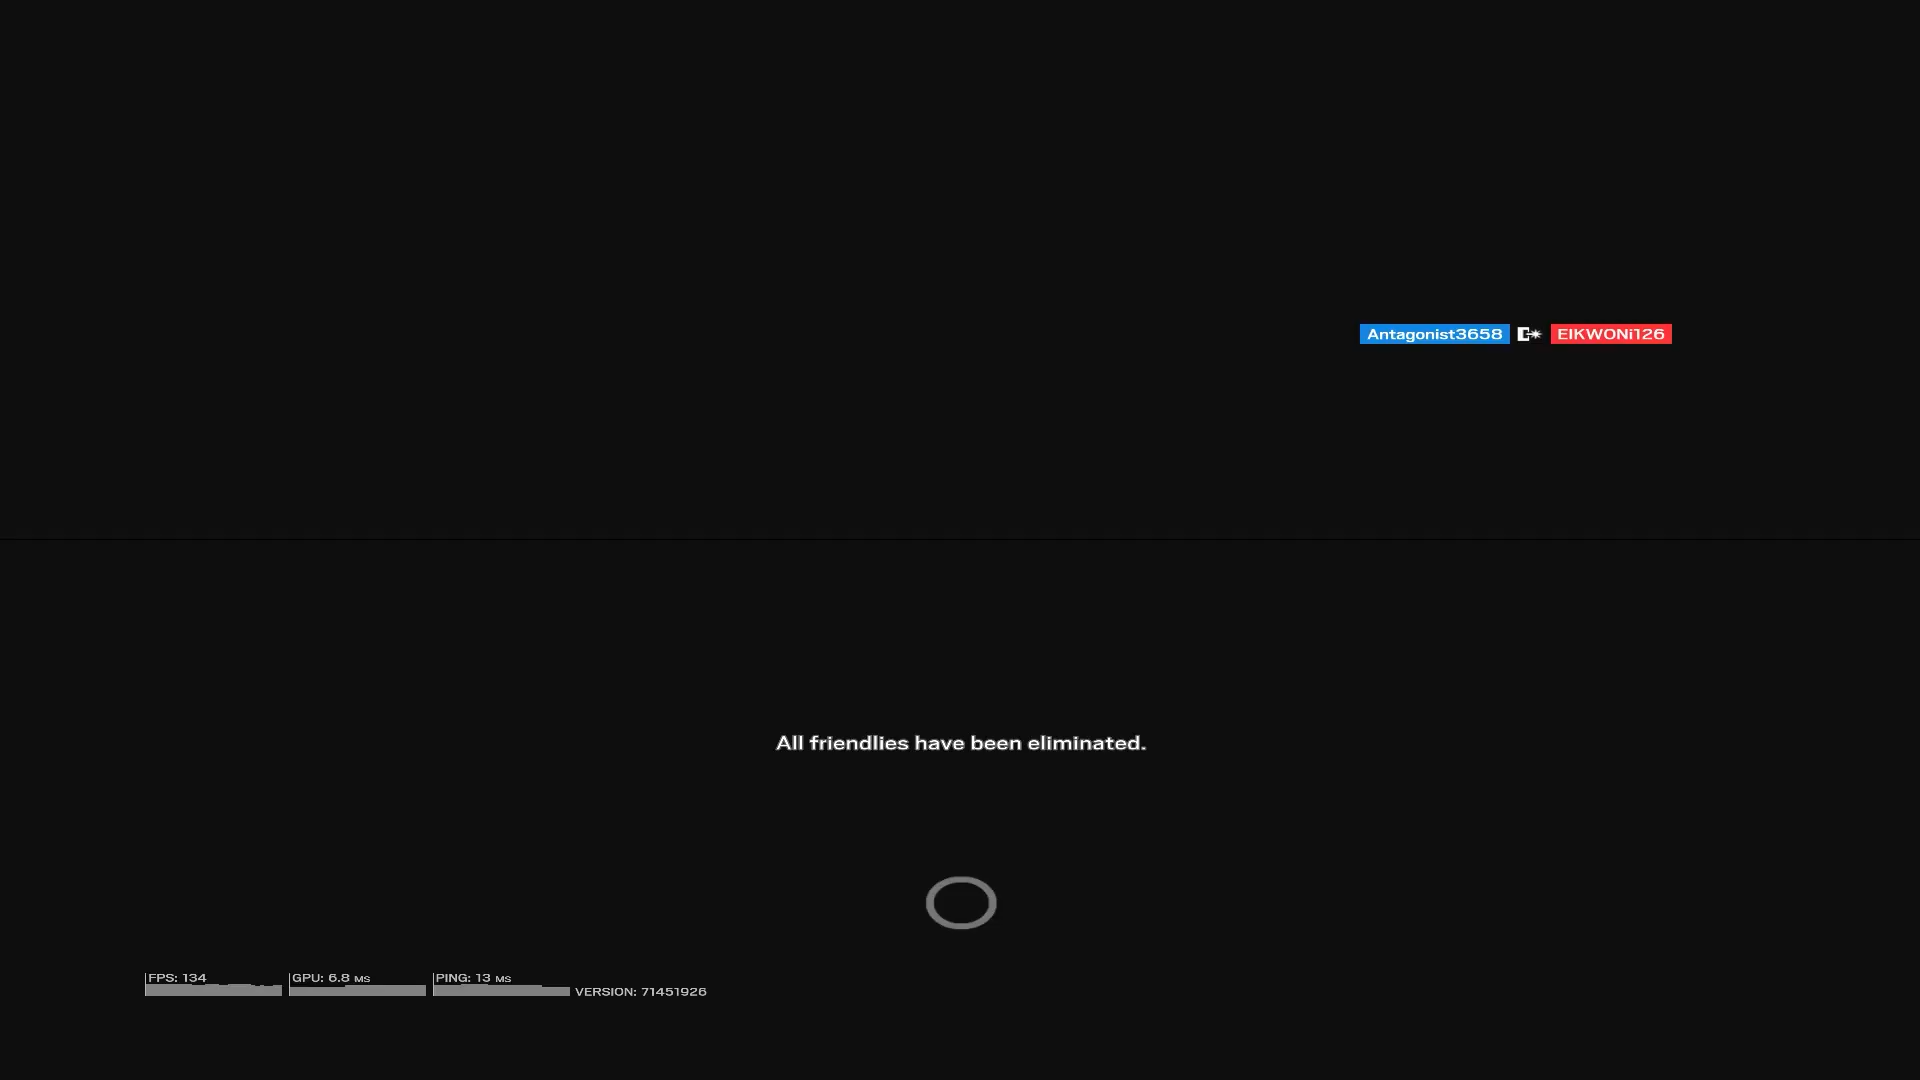 Antagonist3658 EIKWONi126
All friendlies have been eliminated.
FPS: 134 GPU: 6.8 MS PING: 13 MS VERSION: 71451926